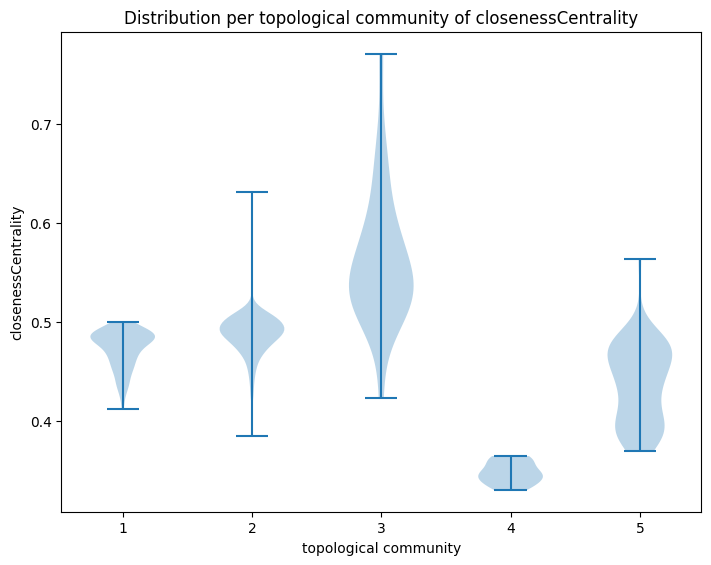 Distribution per topological community of closenessCentrality
closenessCentrality
0.7
0.6
0.5
0.4
1 2 3 4 5
topological community